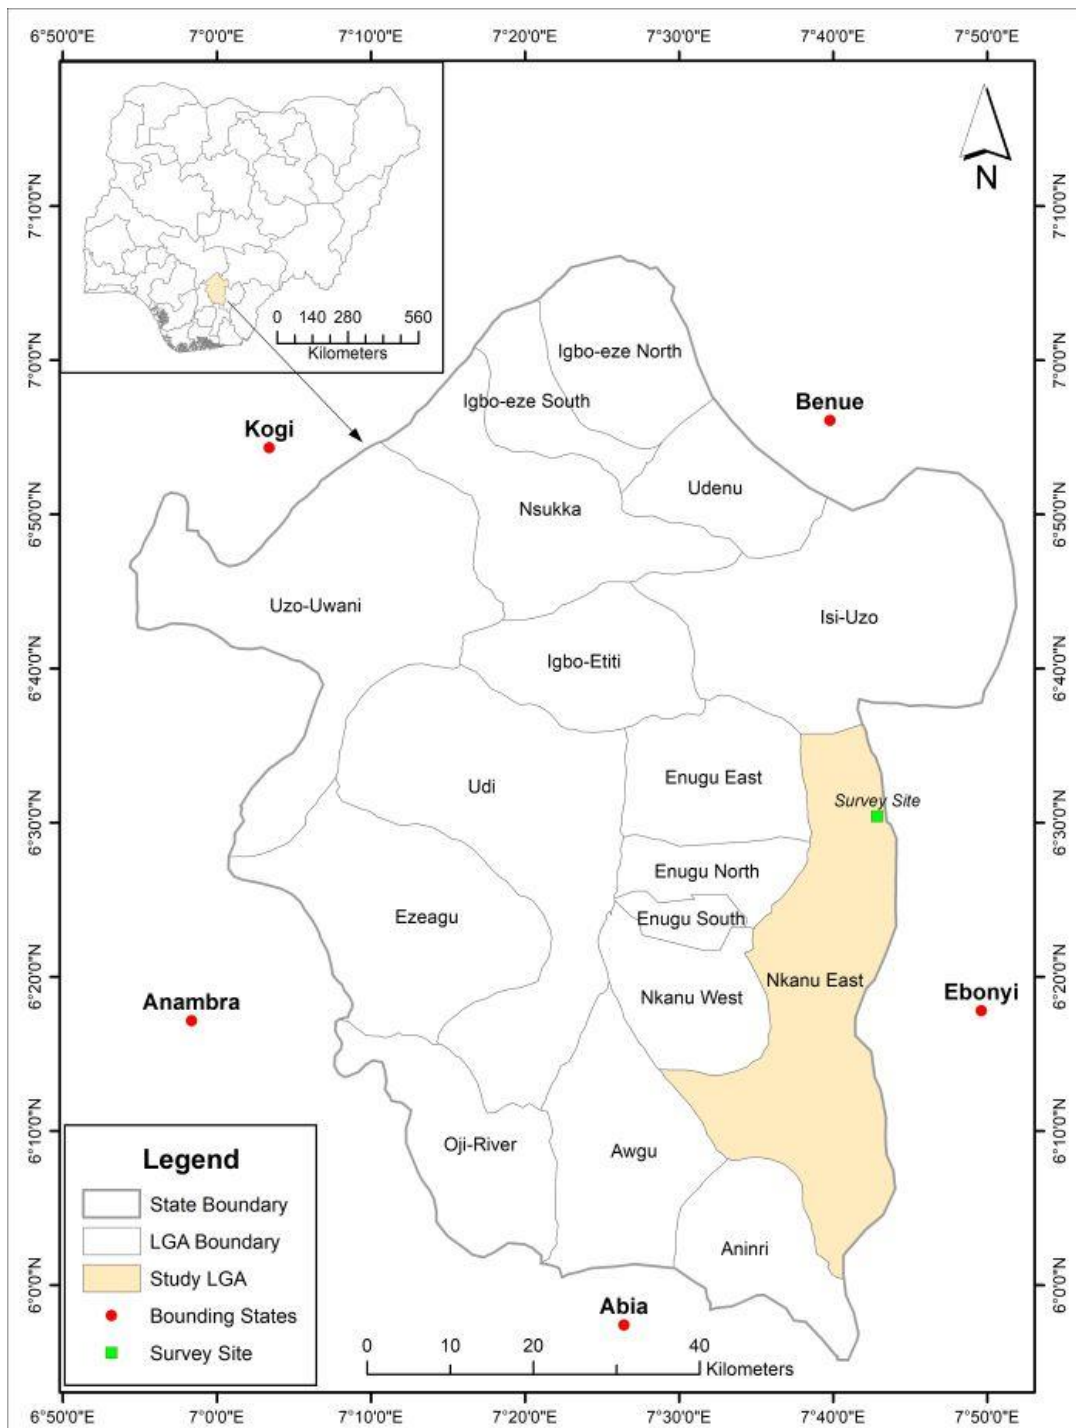 6°50'0"E 7°0'0"E 7°10'0"E 7°20'0"E 7°30'0"E 7°40'0"E 7°50'0"E
7°10'0"N
7°0'0"N
6°50'0"N
6°40'0"N
6°30'0"N
6°20'0"N
6°10'0"N
6°0'0"N
0 140 280 560
Kilometers
N
Igbo-eze North
Igbo-eze South
Benue
Kogi
Udenu
Nsukka
Uzo-Uwani
Isi-Uzo
Igbo-Etiti
Udi
Enugu East
Survey Site
Enugu North
Ezeagu
Enugu South
Nkanu East
Nkanu West
Anambra
Ebonyi
Oji-River
Awgu
Aninri
Abia
0 10 20 40
Kilometers
Legend
State Boundary
LGA Boundary
Study LGA
Bounding States
Survey Site
7°10'0"N
7°0'0"N
6°50'0"N
6°40'0"N
6°30'0"N
6°20'0"N
6°10'0"N
6°0'0"N
6°50'0"E 7°0'0"E 7°10'0"E 7°20'0"E 7°30'0"E 7°40'0"E 7°50'0"E